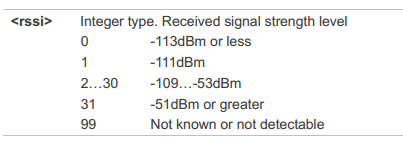 <rssi> Integer type. Received signal strength level
0 -113dBm or less
1 -111dBm
2…30 -109…-53dBm
31 -51dBm or greater
99 Not known or not detectable